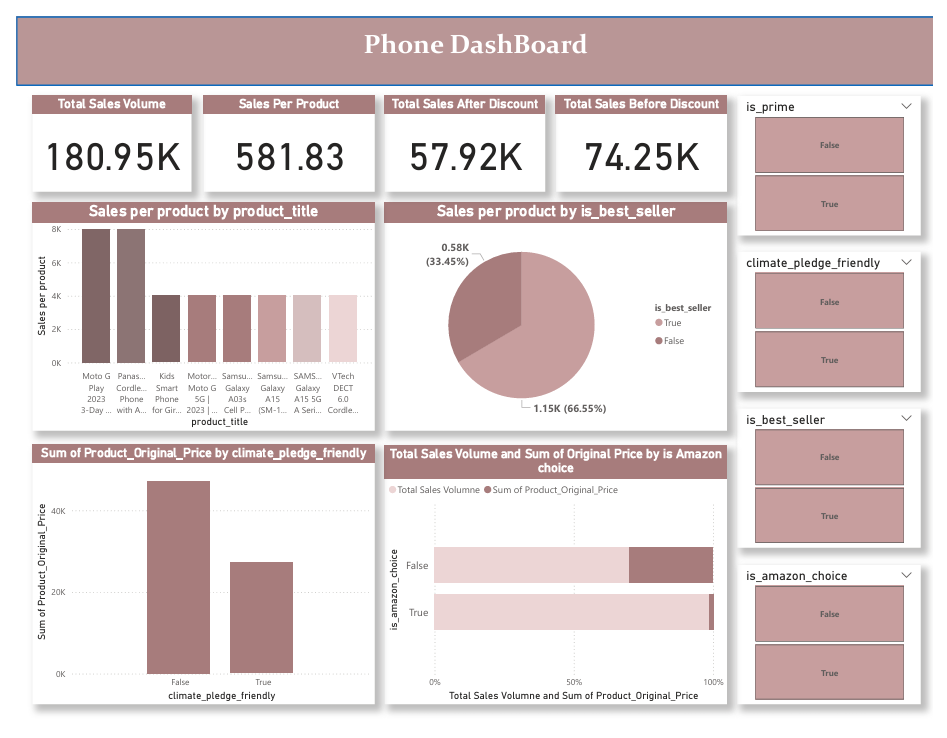 Phone DashBoard
Total Sales Volume
180.95K
Sales Per Product
581.83
Total Sales After Discount
57.92K
Total Sales Before Discount
74.25K
is_prime
False
True
Sales per product by product_title
Sales per product
8K
6K
4K
2K
0K
Moto G
Play
2023
3-Day ...
Panas...
Cordle...
Phone
with A...
Kids
Smart
Phone
for Gir...
Motor...
Moto G
5G |
2023 | ...
Samsu...
Galaxy
A03s
Cell P...
Samsu...
Galaxy
A15
(SM-1...
SAMS...
Galaxy
A15 5G
A Seri...
VTech
DECT
6.0
Cordle...
product_title
Sales per product by is_best_seller
0.58K
(33.45%)
1.15K (66.55%)
is_best_seller
True
False
climate_pledge_friendly
False
True
Sum of Product_Original_Price by climate_pledge_friendly
Sum of Product_Original_Price
40K
20K
0K
False
True
climate_pledge_friendly
Total Sales Volume and Sum of Original Price by is Amazon
choice
Total Sales Volumne
Sum of Product_Original_Price
is_amazon_choice
False
True
0%
50%
100%
Total Sales Volumne and Sum of Product_Original_Price
is_best_seller
False
True
is_amazon_choice
False
True